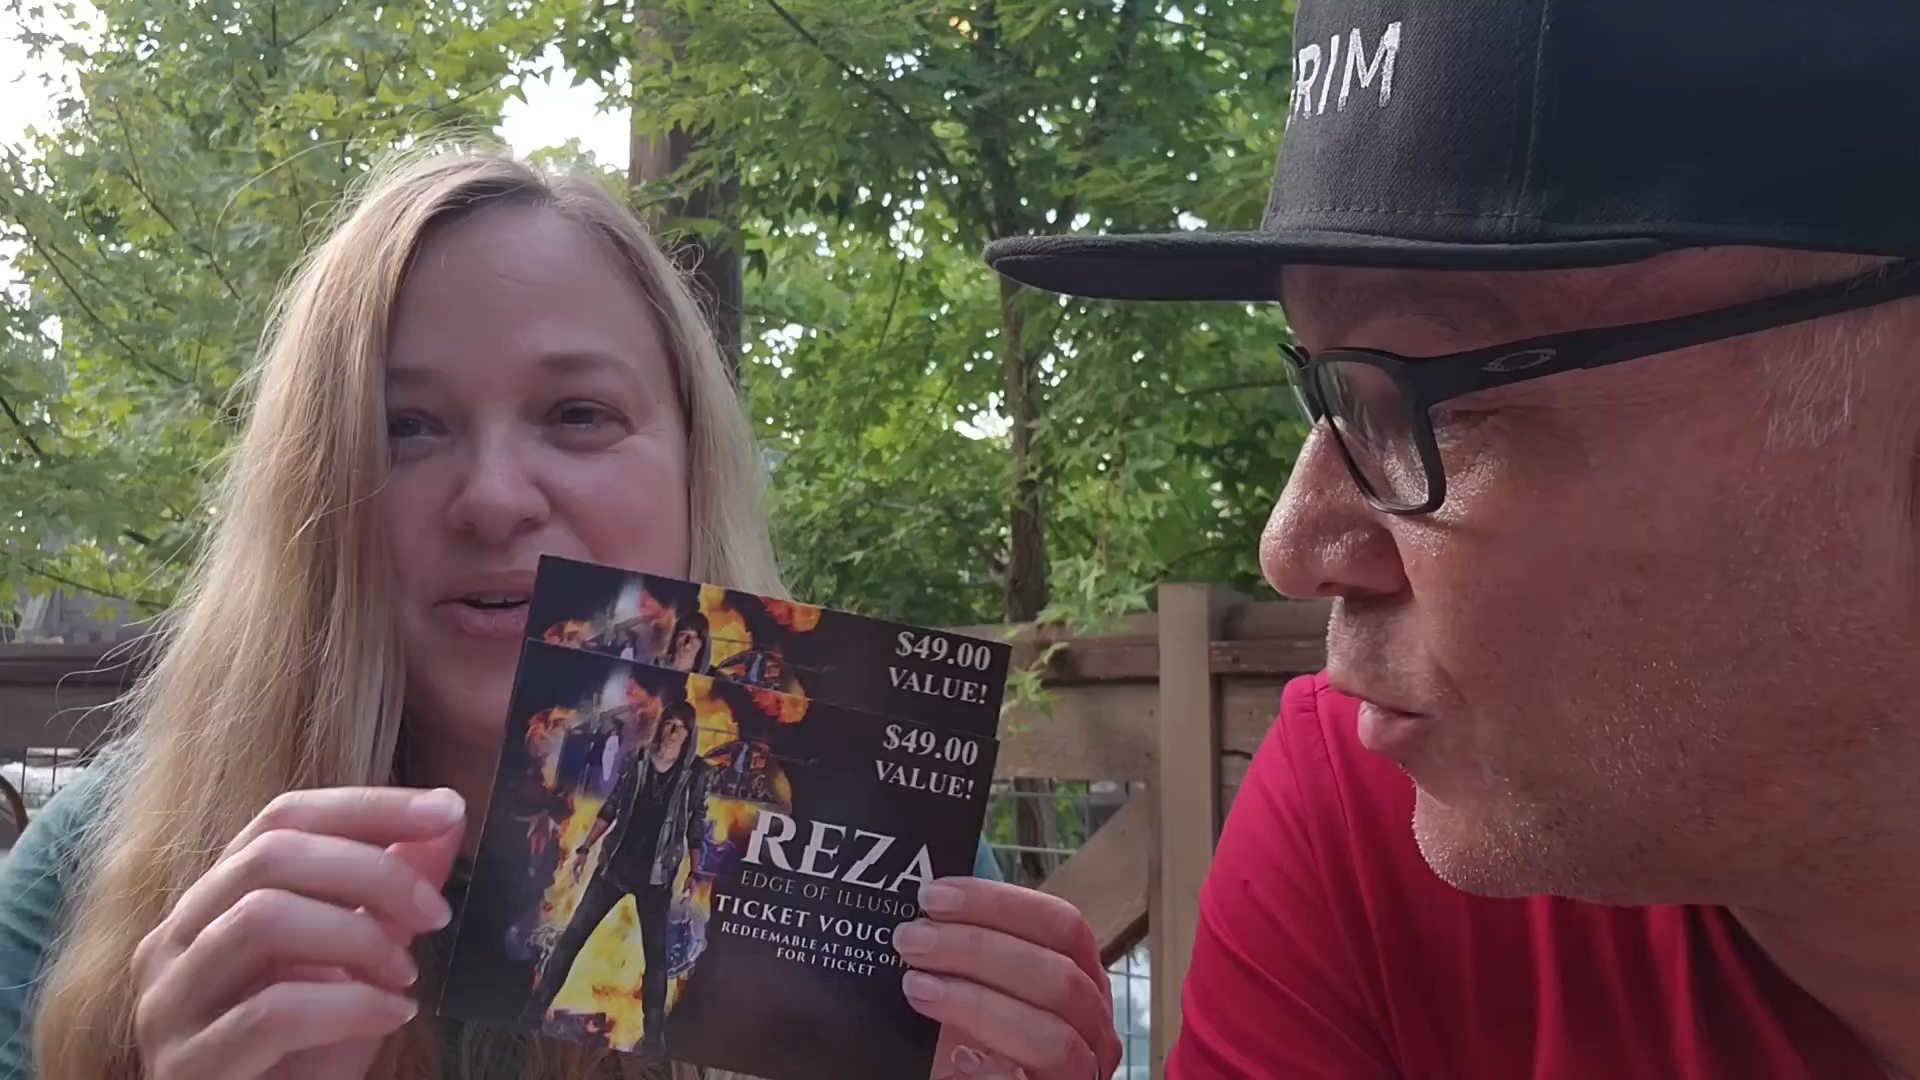 RIM
$49.00
VALUE!
$49.00
VALUE!
REZA
EDGE OF ILLUSIO
TICKET VOUC
REDEEMABLE AT BOX OFF
FOR 1 TICKET